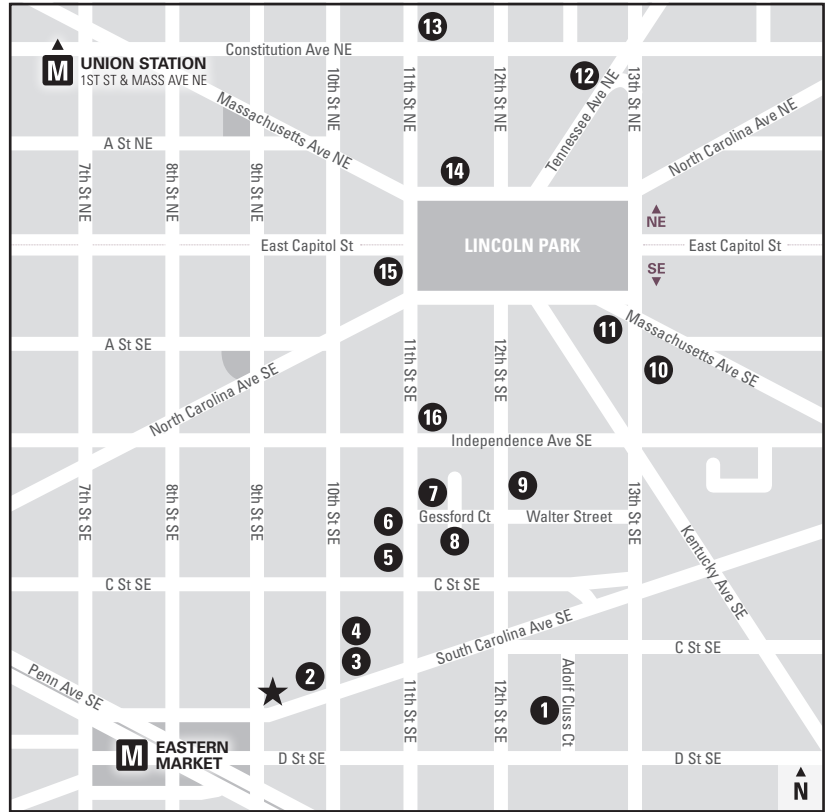 13
Constitution Ave NE
M UNION STATION
1ST ST & MASS AVE NE
12
10th St NE
11th St NE
12th St NE
13th St NE
Massachusetts Ave NE
Tennessee Ave NE
North Carolina Ave NE
A St NE
7th St NE
8th St NE
9th St NE
14
NE
East Capitol St
LINCOLN PARK
East Capitol St
SE
15
11
Massachusetts Ave SE
A St SE
11th St SE
12th St SE
10
North Carolina Ave SE
16
Independence Ave SE
7th St SE
8th St SE
9th St SE
10th St SE
13th St SE
7
9
6
Gessford Ct
Walter Street
8
5
Kentucky Ave SE
C St SE
C St SE
4
South Carolina Ave SE
C St SE
3
2
Penn Ave SE
11th St SE
12th St SE
1
Adolf Cluss Ct
M EASTERN
MARKET
D St SE
D St SE
N